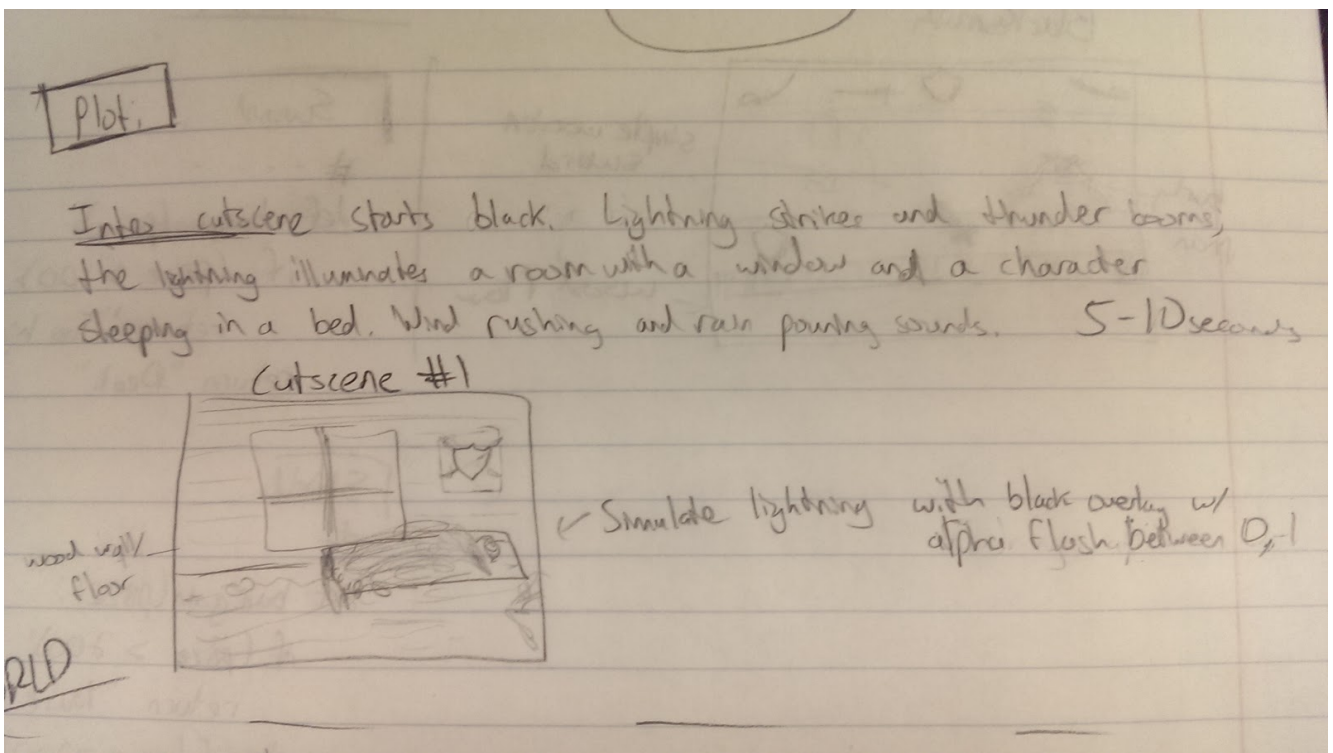 Plot:
Inter cutscene starts black. Lightning strikes and thunder booms,
the lightning illuminates a room with a window and a character
sleeping in a bed. Wind rushing and rain pouring sounds. 5-10 seconds
Cutscene #1
Simulate lightning with black overlay w/
alpha flash between 0,1
wood wall
floor
RLD